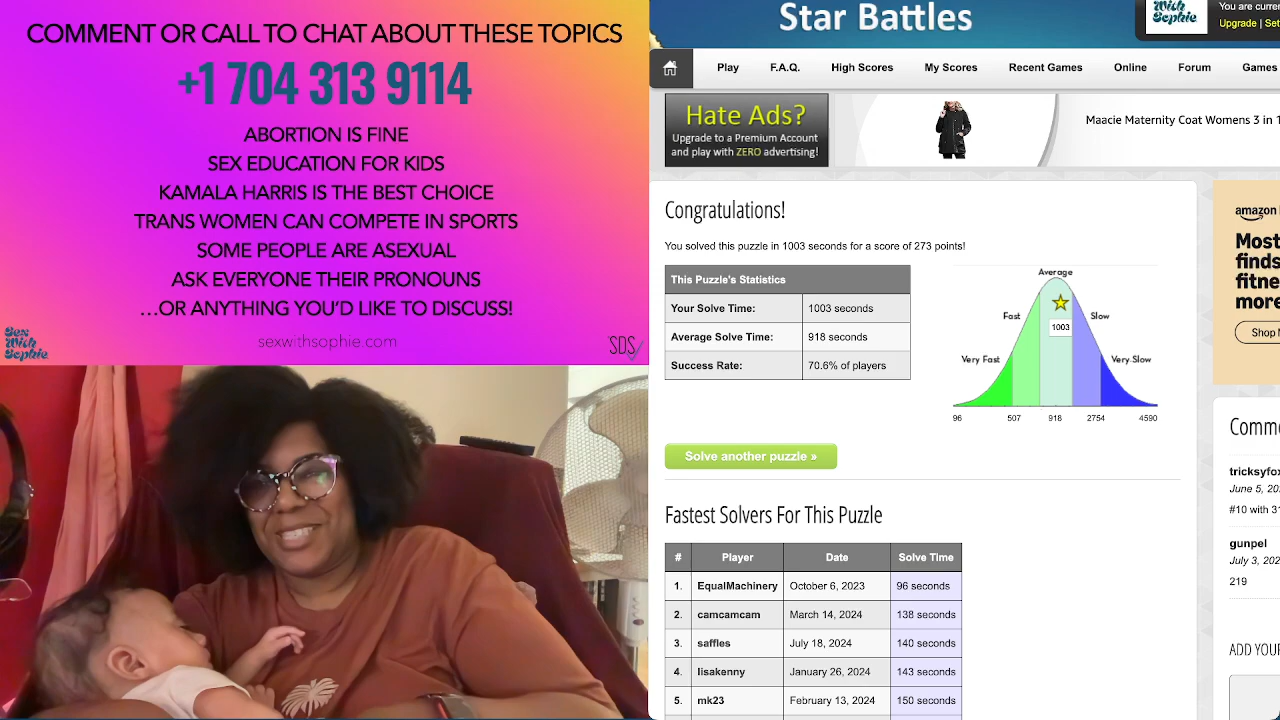 COMMENT OR CALL TO CHAT ABOUT THESE TOPICS
+1 704 313 9114
ABORTION IS FINE
SEX EDUCATION FOR KIDS
KAMALA HARRIS IS THE BEST CHOICE
TRANS WOMEN CAN COMPETE IN SPORTS
SOME PEOPLE ARE ASEXUAL
ASK EVERYONE THEIR PRONOUNS
...OR ANYTHING YOU'D LIKE TO DISCUSS!
sexwithsophie.com
Sex
With
Sophie
SDS
Star Battles
With
Sophie
You are curren
Upgrade | Set
Play
F.A.Q.
High Scores
My Scores
Recent Games
Online
Forum
Games
Hate Ads?
Upgrade to a Premium Account
and play with ZERO advertising!
Maacie Maternity Coat Womens 3 in 1
Congratulations!
You solved this puzzle in 1003 seconds for a score of 273 points!
This Puzzle's Statistics
Your Solve Time: 1003 seconds
Average Solve Time: 918 seconds
Success Rate: 70.6% of players
Average
Fast
Slow
1003
Very Fast
Very Slow
96 507 918 2754 4590
Solve another puzzle »
Fastest Solvers For This Puzzle
# Player Date Solve Time
1. EqualMachinery October 6, 2023 96 seconds
2. camcamcam March 14, 2024 138 seconds
3. saffles July 18, 2024 140 seconds
4. lisakenny January 26, 2024 143 seconds
5. mk23 February 13, 2024 150 seconds
amazon
Most
finds
fitne
more
Shop
Comme
tricksyfox
June 5, 20
#10 with 31
gunpel
July 3, 202
219
ADD YOUR